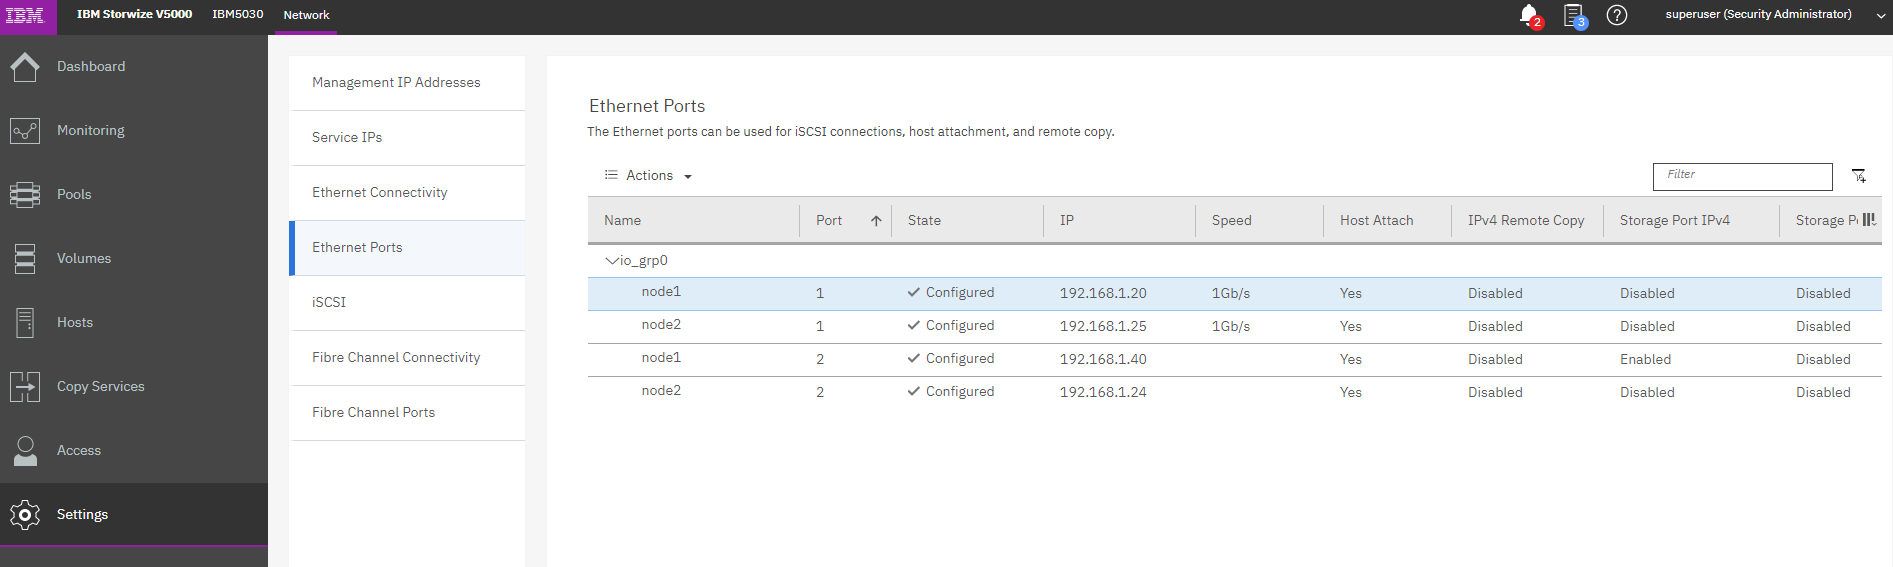 IBM IBM Storwize V5000 IBM5030 Network 2 3 superuser (Security Administrator)
Dashboard
Monitoring
Pools
Volumes
Hosts
Copy Services
Access
Settings
Management IP Addresses
Service IPs
Ethernet Connectivity
Ethernet Ports
iSCSI
Fibre Channel Connectivity
Fibre Channel Ports
Ethernet Ports
The Ethernet ports can be used for iSCSI connections, host attachment, and remote copy.
Actions Filter
Name Port State IP Speed Host Attach IPv4 Remote Copy Storage Port IPv4 Storage P
io_grp0
node1 1 Configured 192.168.1.20 1Gb/s Yes Disabled Disabled Disabled
node2 1 Configured 192.168.1.25 1Gb/s Yes Disabled Disabled Disabled
node1 2 Configured 192.168.1.40 Yes Disabled Enabled Disabled
node2 2 Configured 192.168.1.24 Yes Disabled Disabled Disabled